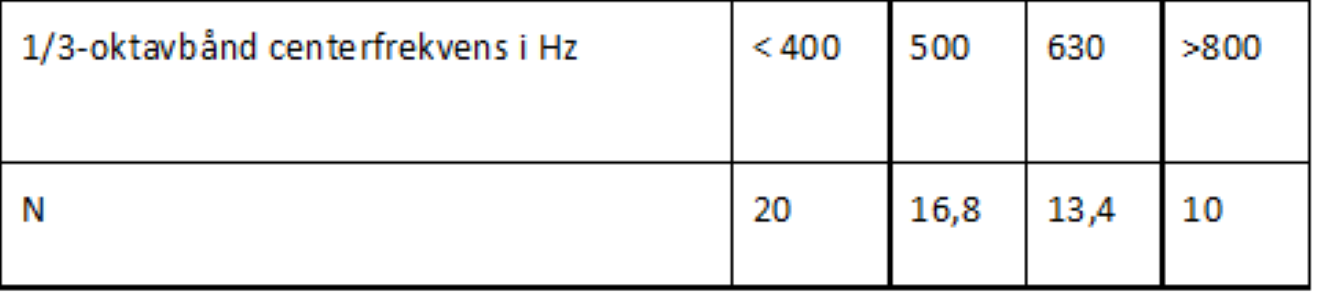 1/3-oktavbånd centerfrekvens i Hz < 400 500 630 >800
N 20 16,8 13,4 10